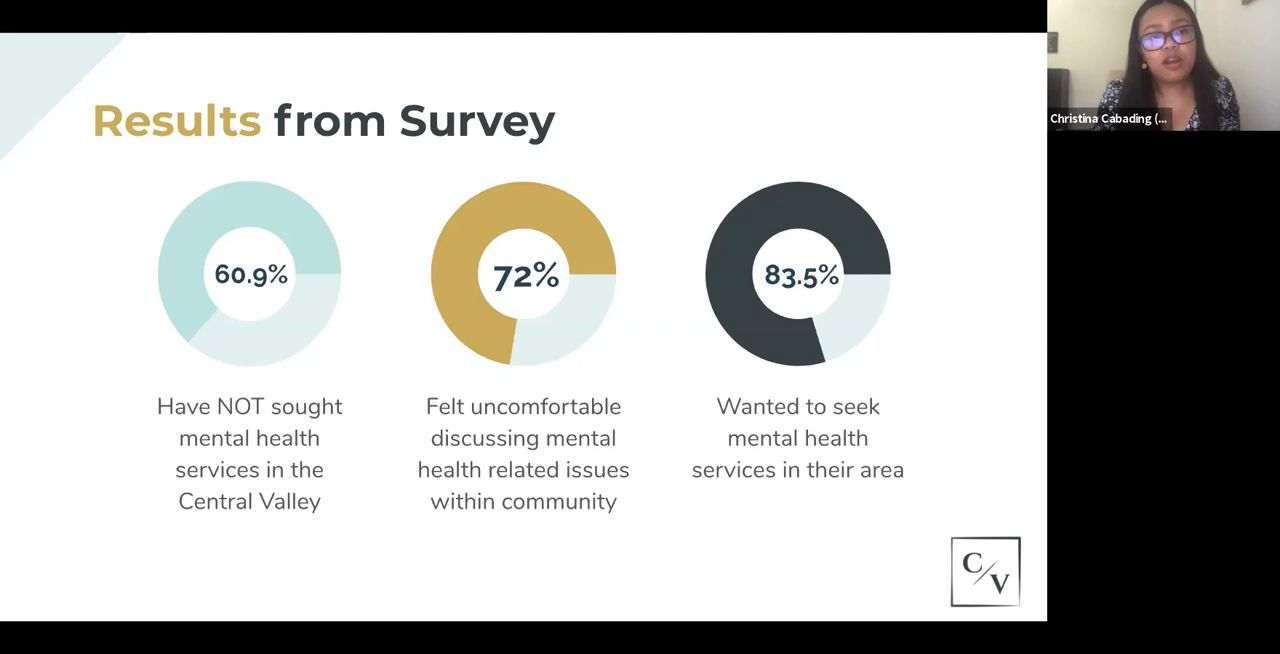 Results from Survey
60.9%
72%
83.5%
Have NOT sought
mental health
services in the
Central Valley
Felt uncomfortable
discussing mental
health related issues
within community
Wanted to seek
mental health
services in their area
C/V
Christina Cabading (...